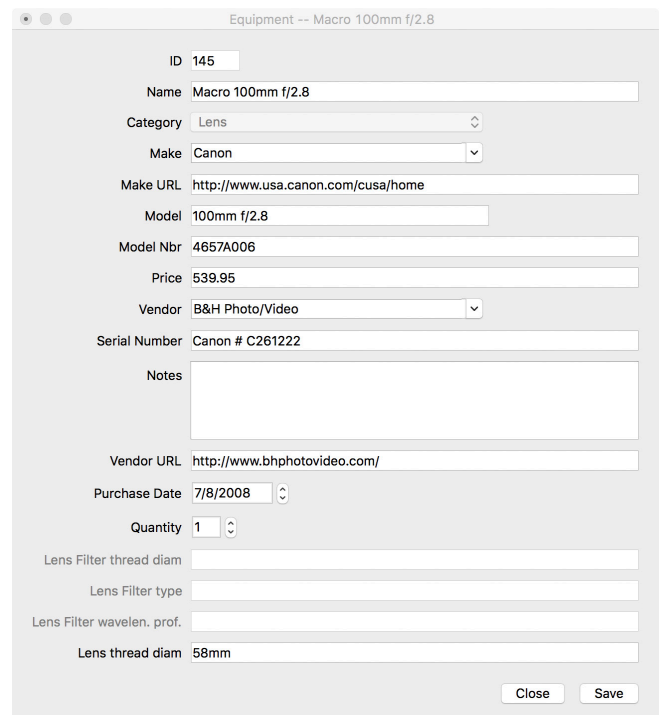 Equipment -- Macro 100mm f/2.8
ID 145
Name Macro 100mm f/2.8
Category Lens
Make Canon
Make URL http://www.usa.canon.com/cusa/home
Model 100mm f/2.8
Model Nbr 4657A006
Price 539.95
Vendor B&H Photo/Video
Serial Number Canon # C261222
Notes
Vendor URL http://www.bhphotovideo.com/
Purchase Date 7/8/2008
Quantity 1
Lens Filter thread diam
Lens Filter type
Lens Filter wavelen. prof.
Lens thread diam 58mm
Close Save